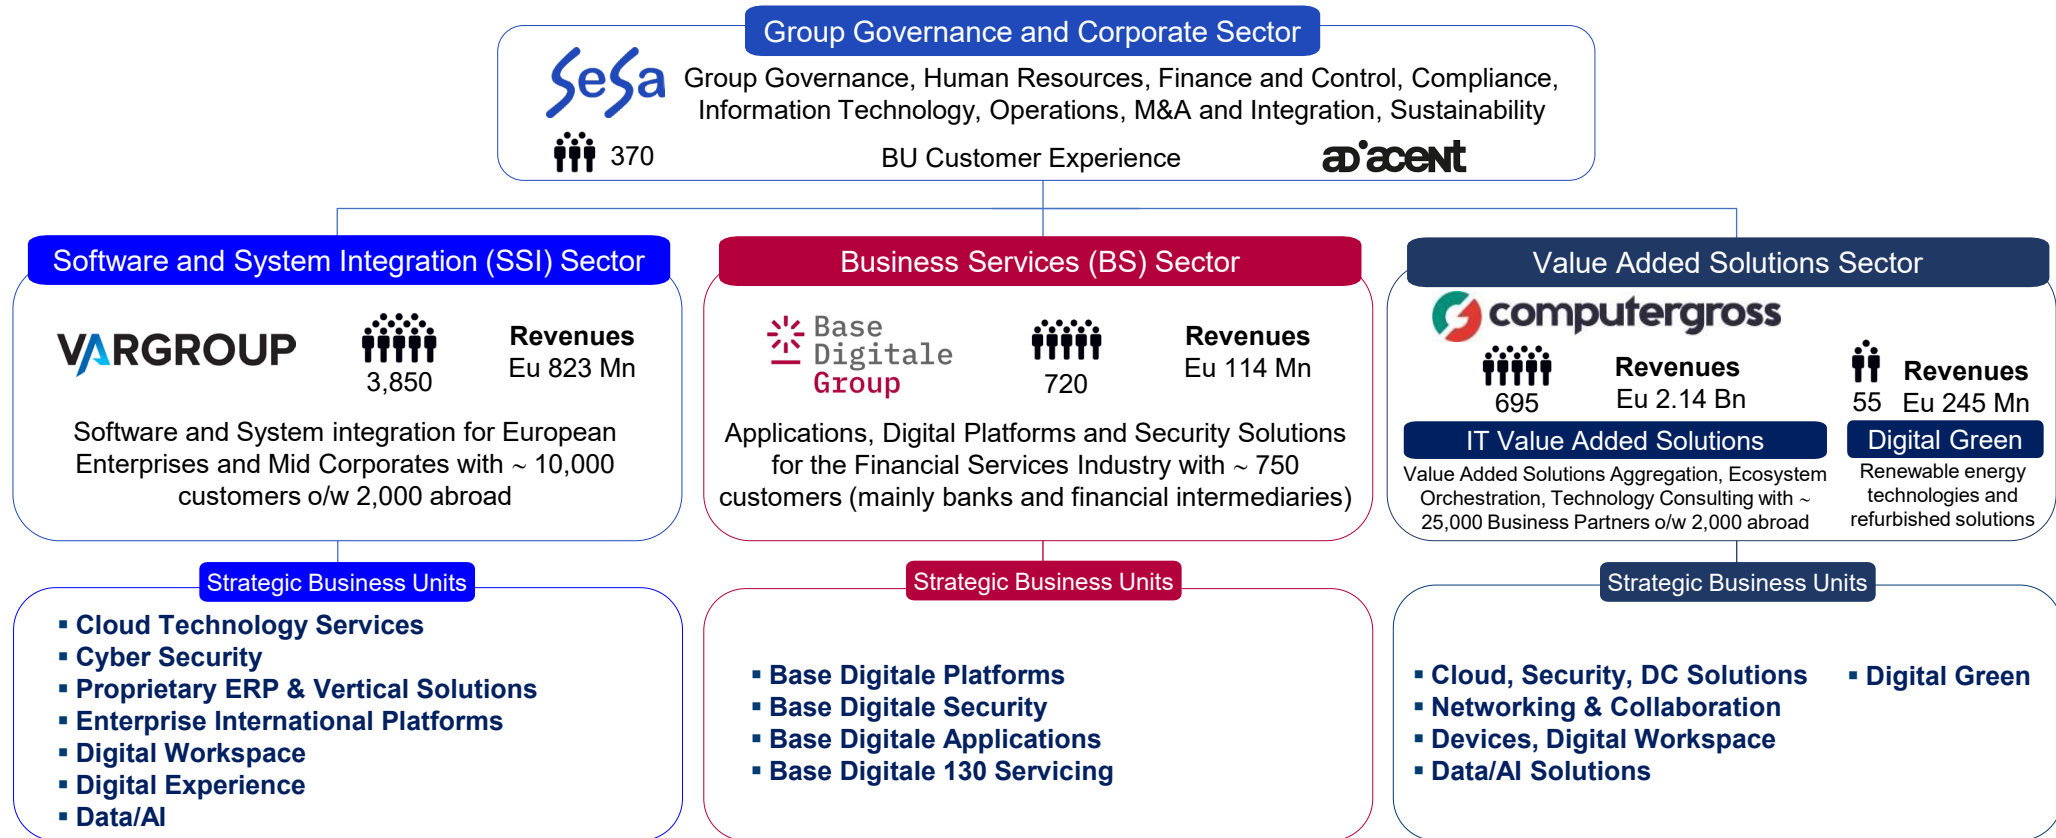 Group Governance and Corporate Sector
SeSa
Group Governance, Human Resources, Finance and Control, Compliance,
Information Technology, Operations, M&A and Integration, Sustainability
370
BU Customer Experience
adiacent
Software and System Integration (SSI) Sector
VARGROUP
3,850
Revenues
Eu 823 Mn
Software and System integration for European
Enterprises and Mid Corporates with ~ 10,000
customers o/w 2,000 abroad
Strategic Business Units
▪ Cloud Technology Services
▪ Cyber Security
▪ Proprietary ERP & Vertical Solutions
▪ Enterprise International Platforms
▪ Digital Workspace
▪ Digital Experience
▪ Data/AI
Business Services (BS) Sector
Base
Digitale
Group
720
Revenues
Eu 114 Mn
Applications, Digital Platforms and Security Solutions
for the Financial Services Industry with ~ 750
customers (mainly banks and financial intermediaries)
Strategic Business Units
▪ Base Digitale Platforms
▪ Base Digitale Security
▪ Base Digitale Applications
▪ Base Digitale 130 Servicing
Value Added Solutions Sector
computergross
695
Revenues
Eu 2.14 Bn
IT Value Added Solutions
Value Added Solutions Aggregation, Ecosystem
Orchestration, Technology Consulting with ~
25,000 Business Partners o/w 2,000 abroad
55
Revenues
Eu 245 Mn
Digital Green
Renewable energy
technologies and
refurbished solutions
Strategic Business Units
▪ Cloud, Security, DC Solutions
▪ Networking & Collaboration
▪ Devices, Digital Workspace
▪ Data/AI Solutions
▪ Digital Green